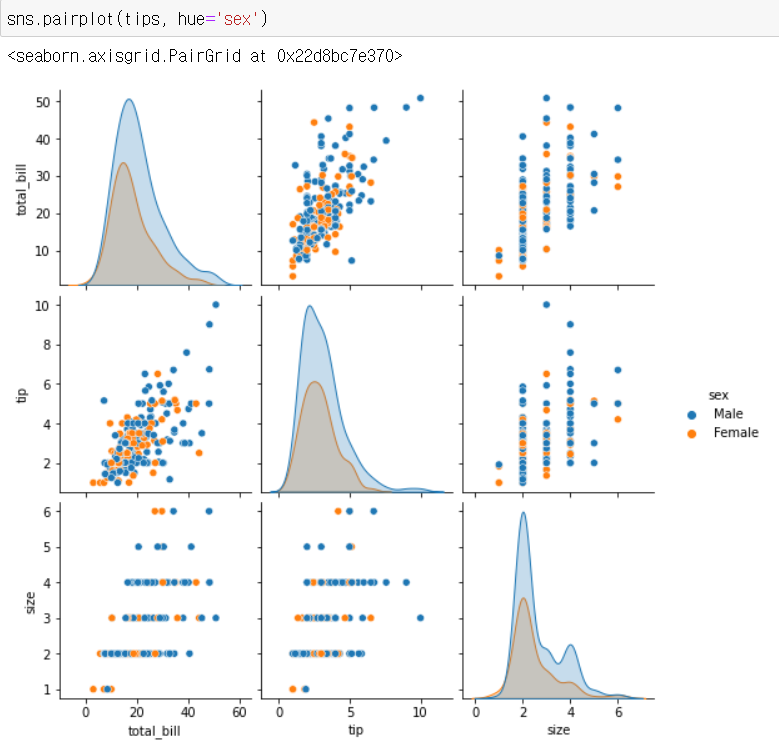 sns.pairplot(tips, hue='sex')
<seaborn.axisgrid.PairGrid at 0x22d8bc7e370>
50
40
30
20
10
total_bill
10
8
6
4
2
tip
sex
Male
Female
6
5
4
3
2
1
size
0 20 40 60
0 5 10
0 2 4 6
total_bill
tip
size